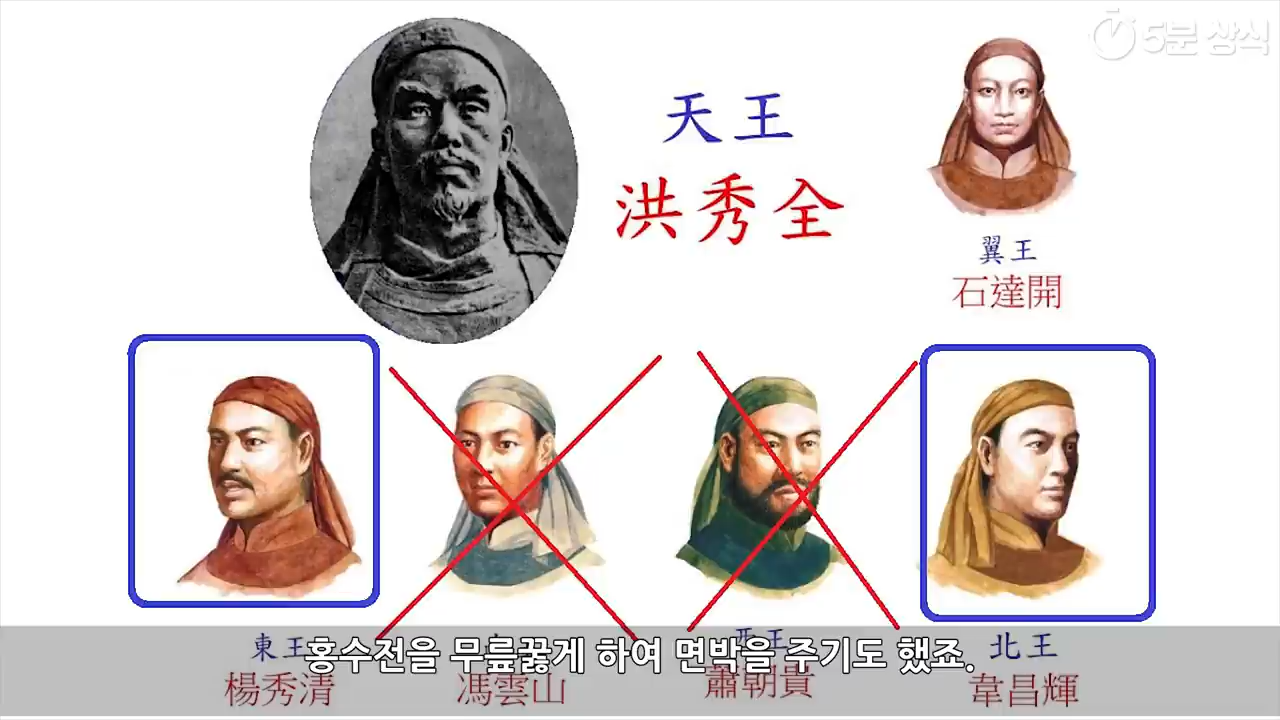 5분 상식
天王
洪秀全
翼王
石達開
東王
西王
北王
홍수전을 무릎꿇게 하여 면박을 주기도 했죠.
楊秀清
馮雲山
蕭朝貴
韋昌輝